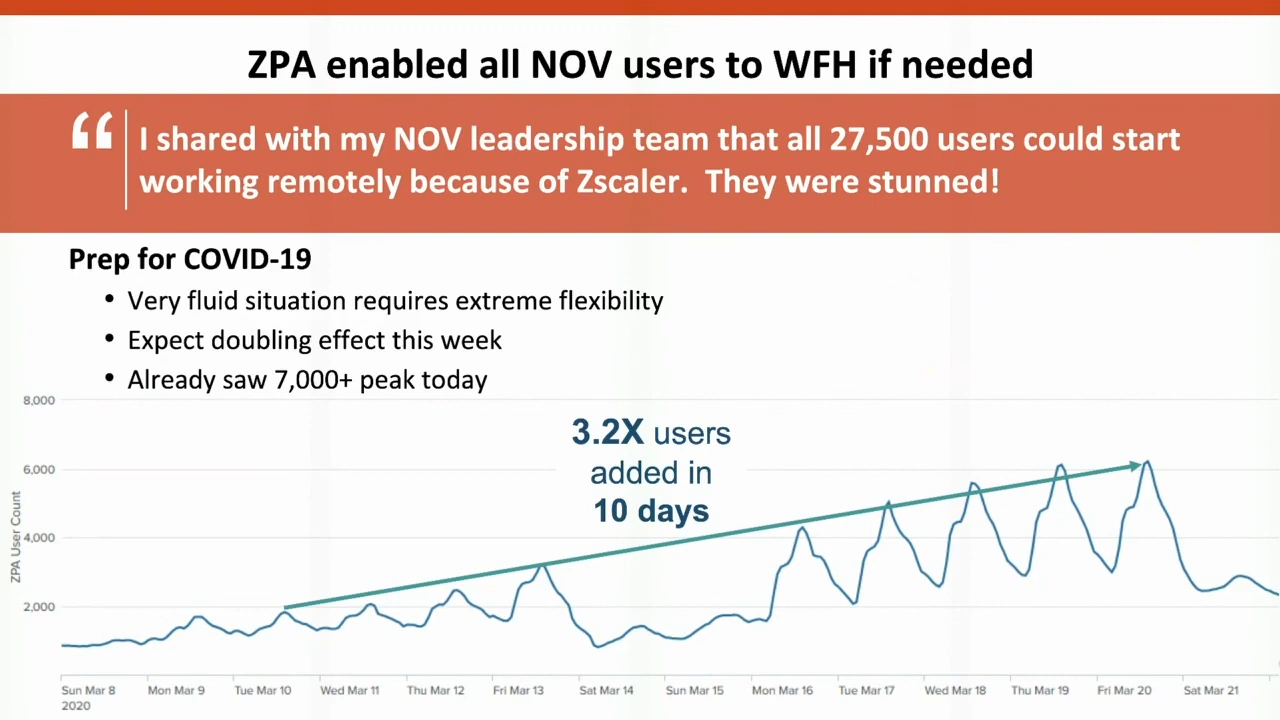 ZPA enabled all NOV users to WFH if needed
“
I shared with my NOV leadership team that all 27,500 users could start
working remotely because of Zscaler. They were stunned!
Prep for COVID-19
• Very fluid situation requires extreme flexibility
• Expect doubling effect this week
• Already saw 7,000+ peak today
3.2X users
added in
10 days
ZPA User Count
8,000
6,000
4,000
2,000
Sun Mar 8 Mon Mar 9 Tue Mar 10 Wed Mar 11 Thu Mar 12 Fri Mar 13 Sat Mar 14 Sun Mar 15 Mon Mar 16 Tue Mar 17 Wed Mar 18 Thu Mar 19 Fri Mar 20 Sat Mar 21
2020